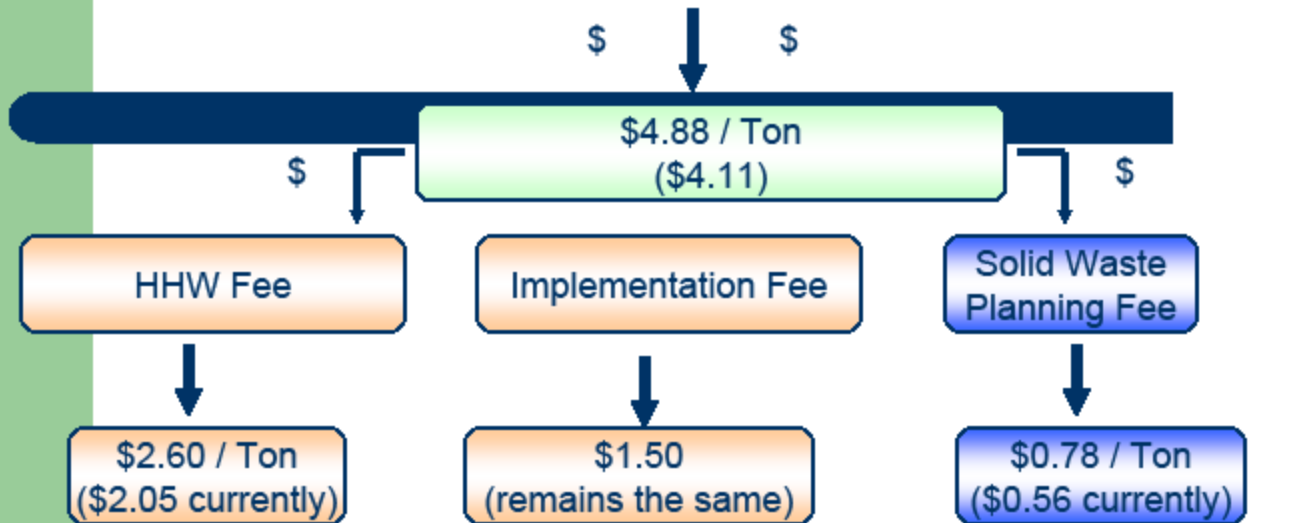 $ $
$4.88 / Ton
($4.11)
$ $
HHW Fee
Implementation Fee
Solid Waste
Planning Fee
$2.60 / Ton
($2.05 currently)
$1.50
(remains the same)
$0.78 / Ton
($0.56 currently)